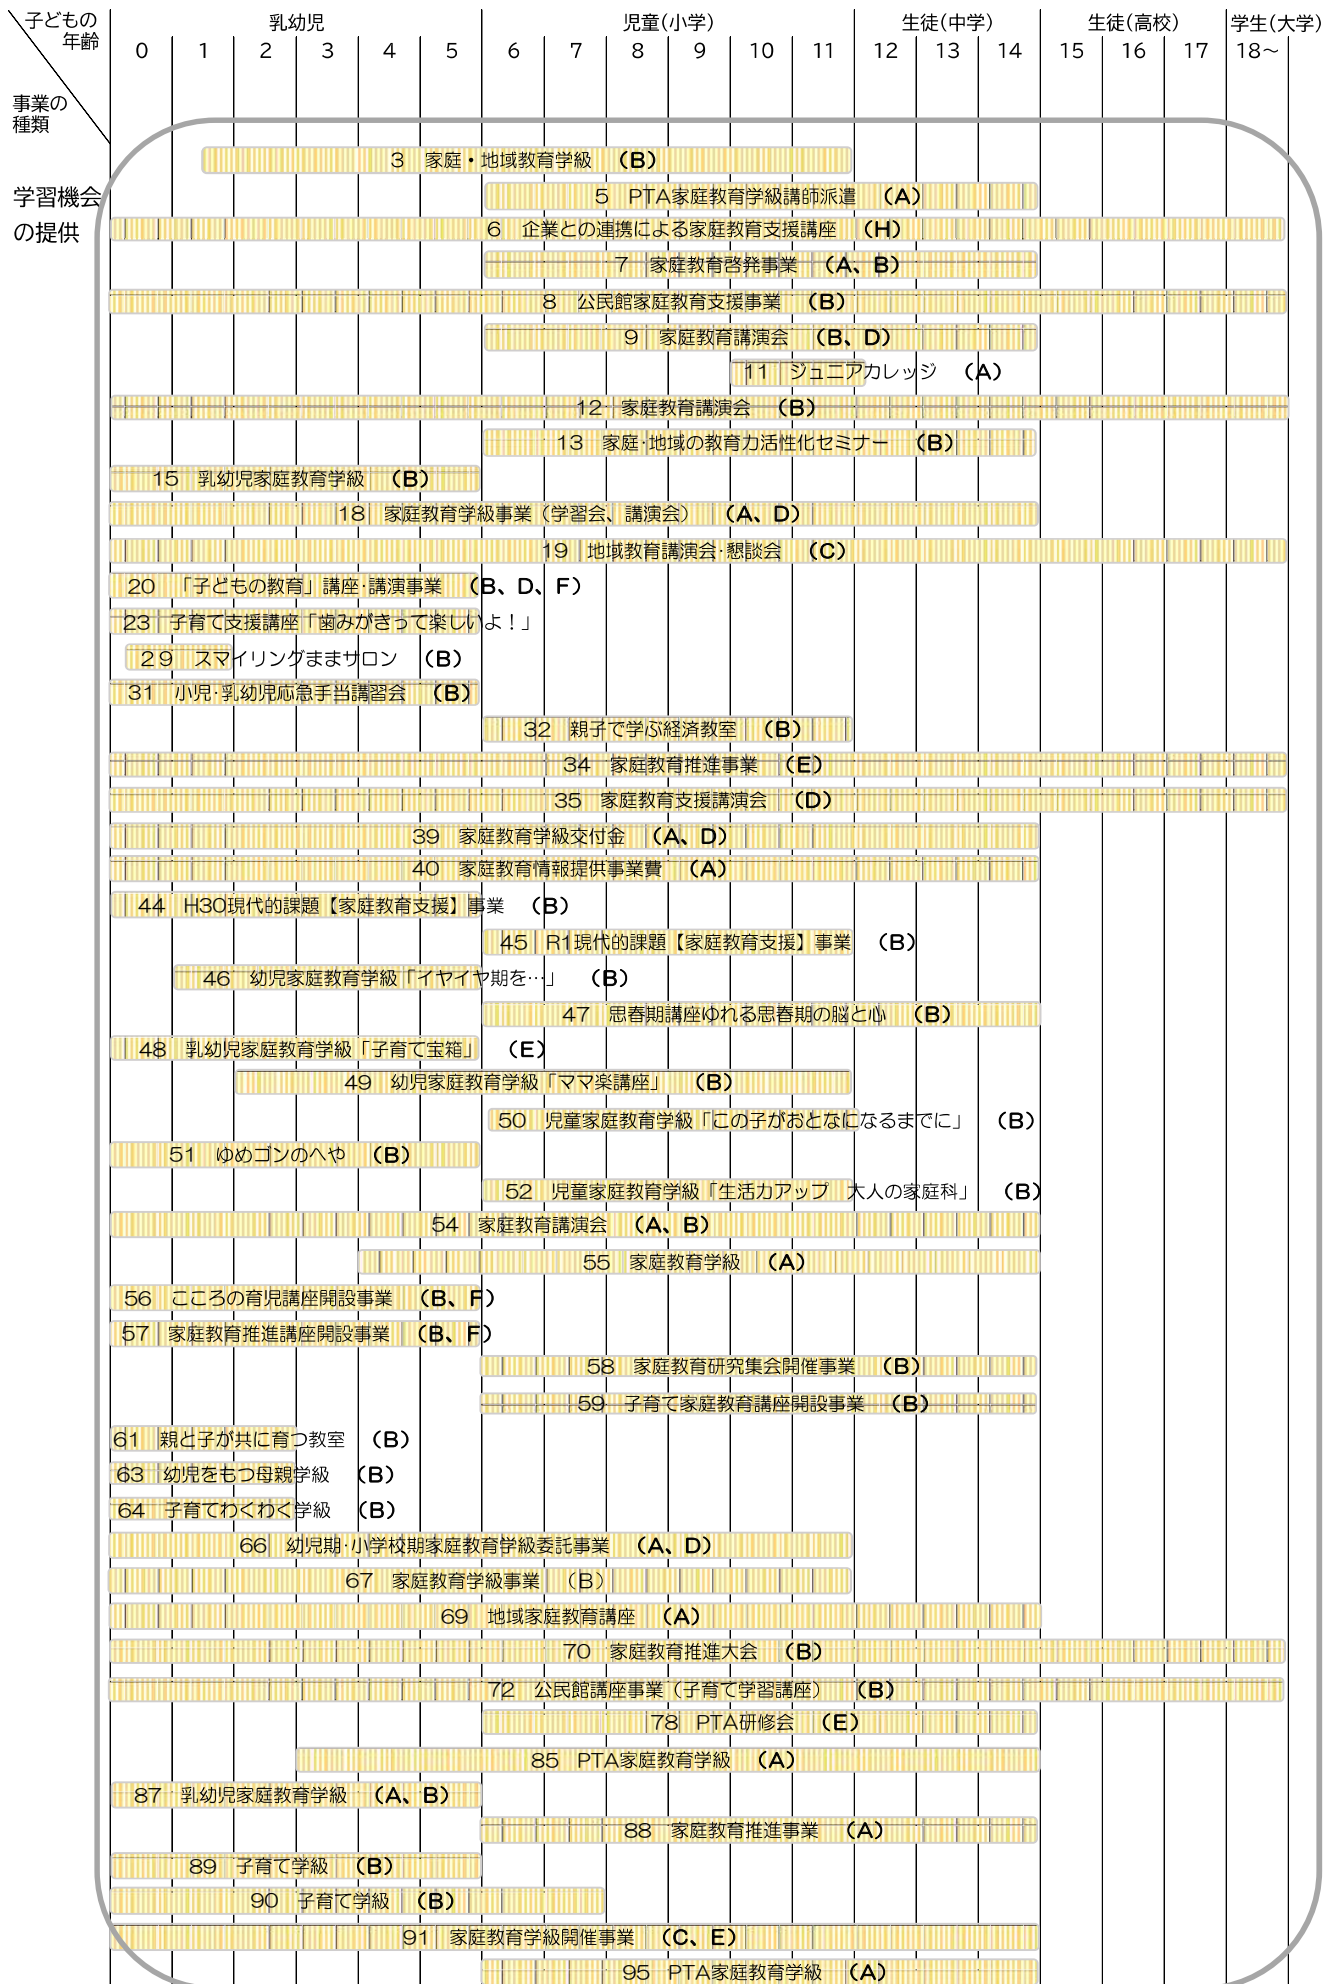 子どもの
年齢
乳幼児 児童(小学) 生徒(中学) 生徒(高校) 学生(大学)
0 1 2 3 4 5 6 7 8 9 10 11 12 13 14 15 16 17 18～
事業の
種類
学習機会
の提供
3 家庭・地域教育学級 (B)
5 PTA家庭教育学級講師派遣 (A)
6 企業との連携による家庭教育支援講座 (H)
7 家庭教育啓発事業 (A、B)
8 公民館家庭教育支援事業 (B)
9 家庭教育講演会 (B、D)
11 ジュニアカレッジ (A)
12 家庭教育講演会 (B)
13 家庭･地域の教育力活性化セミナー (B)
15 乳幼児家庭教育学級 (B)
18 家庭教育学級事業（学習会、講演会） (A、D)
19 地域教育講演会･懇談会 (C)
20 「子どもの教育」講座･講演事業 (B、D、F)
23 子育て支援講座「歯みがきって楽しいよ！」
29 スマイリングままサロン (B)
31 小児･乳幼児応急手当講習会 (B)
32 親子で学ぶ経済教室 (B)
34 家庭教育推進事業 (E)
35 家庭教育支援講演会 (D)
39 家庭教育学級交付金 (A、D)
40 家庭教育情報提供事業費 (A)
44 H30現代的課題【家庭教育支援】事業 (B)
45 R1現代的課題【家庭教育支援】事業 (B)
46 幼児家庭教育学級「イヤイヤ期を…」 (B)
47 思春期講座ゆれる思春期の脳と心 (B)
48 乳幼児家庭教育学級「子育て宝箱」 (E)
49 幼児家庭教育学級「ママ楽講座」 (B)
50 児童家庭教育学級「この子がおとなになるまでに」 (B)
51 ゆめゴンのへや (B)
52 児童家庭教育学級「生活力アップ　大人の家庭科」 (B)
54 家庭教育講演会 (A、B)
55 家庭教育学級 (A)
56 こころの育児講座開設事業 (B、F)
57 家庭教育推進講座開設事業 (B、F)
58 家庭教育研究集会開催事業 (B)
59 子育て家庭教育講座開設事業 (B)
61 親と子が共に育つ教室 (B)
63 幼児をもつ母親学級 (B)
64 子育てわくわく学級 (B)
66 幼児期･小学校期家庭教育学級委託事業 (A、D)
67 家庭教育学級事業 （B）
69 地域家庭教育講座 (A)
70 家庭教育推進大会 (B)
72 公民館講座事業（子育て学習講座） (B)
78 PTA研修会 (E)
85 PTA家庭教育学級 (A)
87 乳幼児家庭教育学級 (A、B)
88 家庭教育推進事業 (A)
89 子育て学級 (B)
90 子育て学級 (B)
91 家庭教育学級開催事業 (C、E)
95 PTA家庭教育学級 (A)